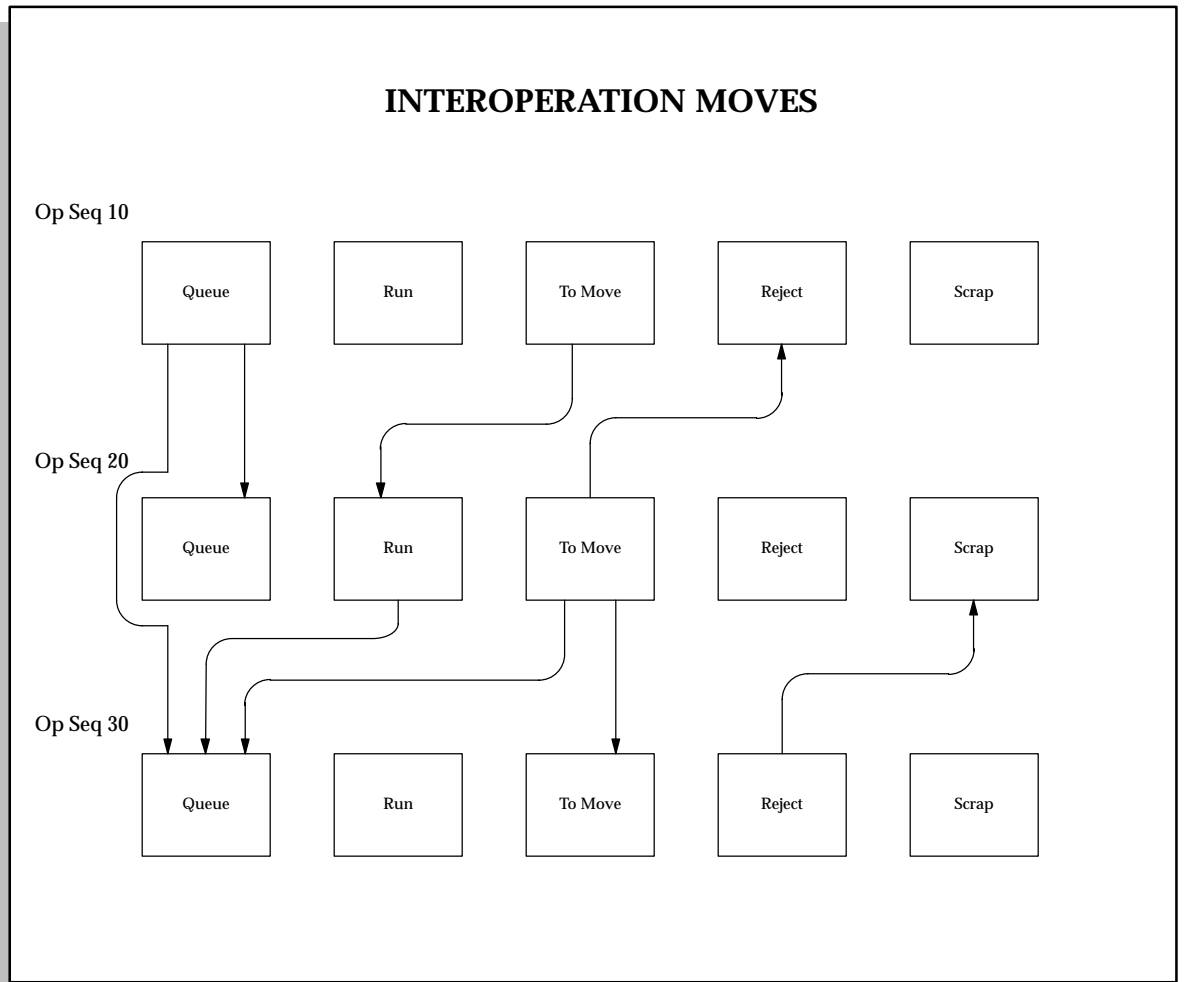 INTEROPERATION MOVES
Op Seq 10
Queue Run To Move Reject Scrap
Op Seq 20
Queue Run To Move Reject Scrap
Op Seq 30
Queue Run To Move Reject Scrap